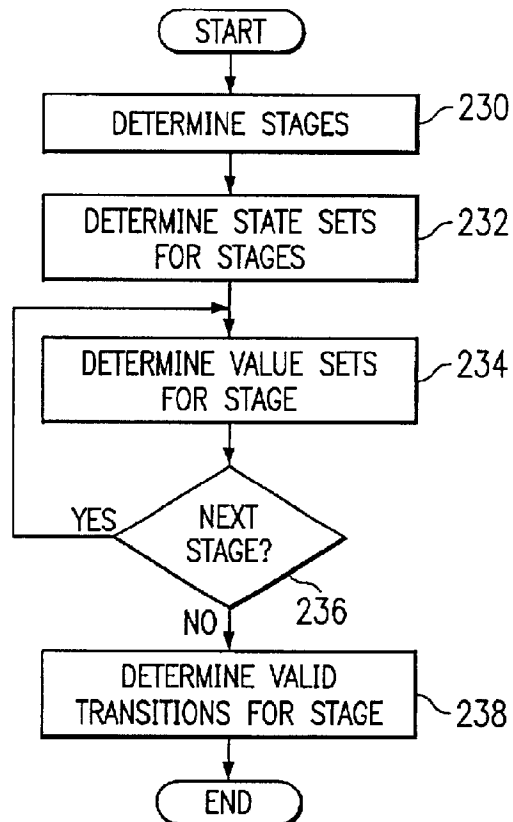 START
DETERMINE STAGES
230
DETERMINE STATE SETS
FOR STAGES
232
DETERMINE VALUE SETS
FOR STAGE
234
YES
NEXT
STAGE?
236
NO
DETERMINE VALID
TRANSITIONS FOR STAGE
238
END